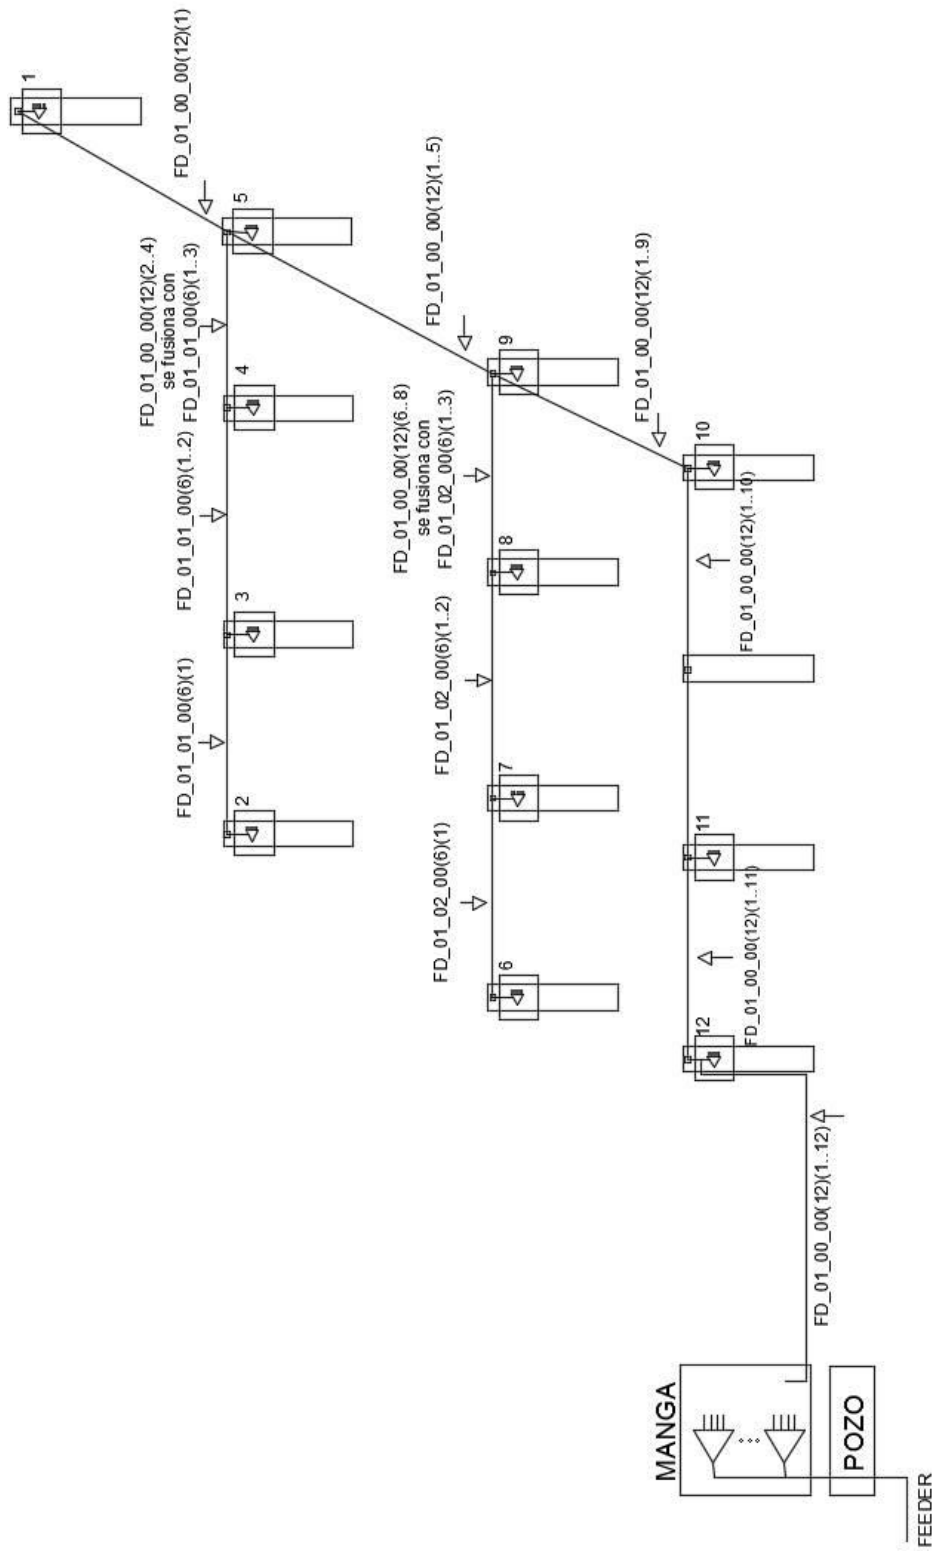 1
FD_01_00_00(12)(1)
5
FD_01_00_00(12)(2..4)
se fusiona con
FD_01_01_00(6)(1..3)
4
FD_01_01_00(6)(1..2)
3
FD_01_01_00(6)(1)
2
FD_01_00_00(12)(1..5)
9
FD_01_00_00(12)(6..8)
se fusiona con
FD_01_02_00(6)(1..3)
8
FD_01_02_00(6)(1..2)
7
FD_01_02_00(6)(1)
6
FD_01_00_00(12)(1..9)
10
FD_01_00_00(12)(1..10)
11
FD_01_00_00(12)(1..11)
12
FD_01_00_00(12)(1..12)
MANGA
POZO
FEEDER